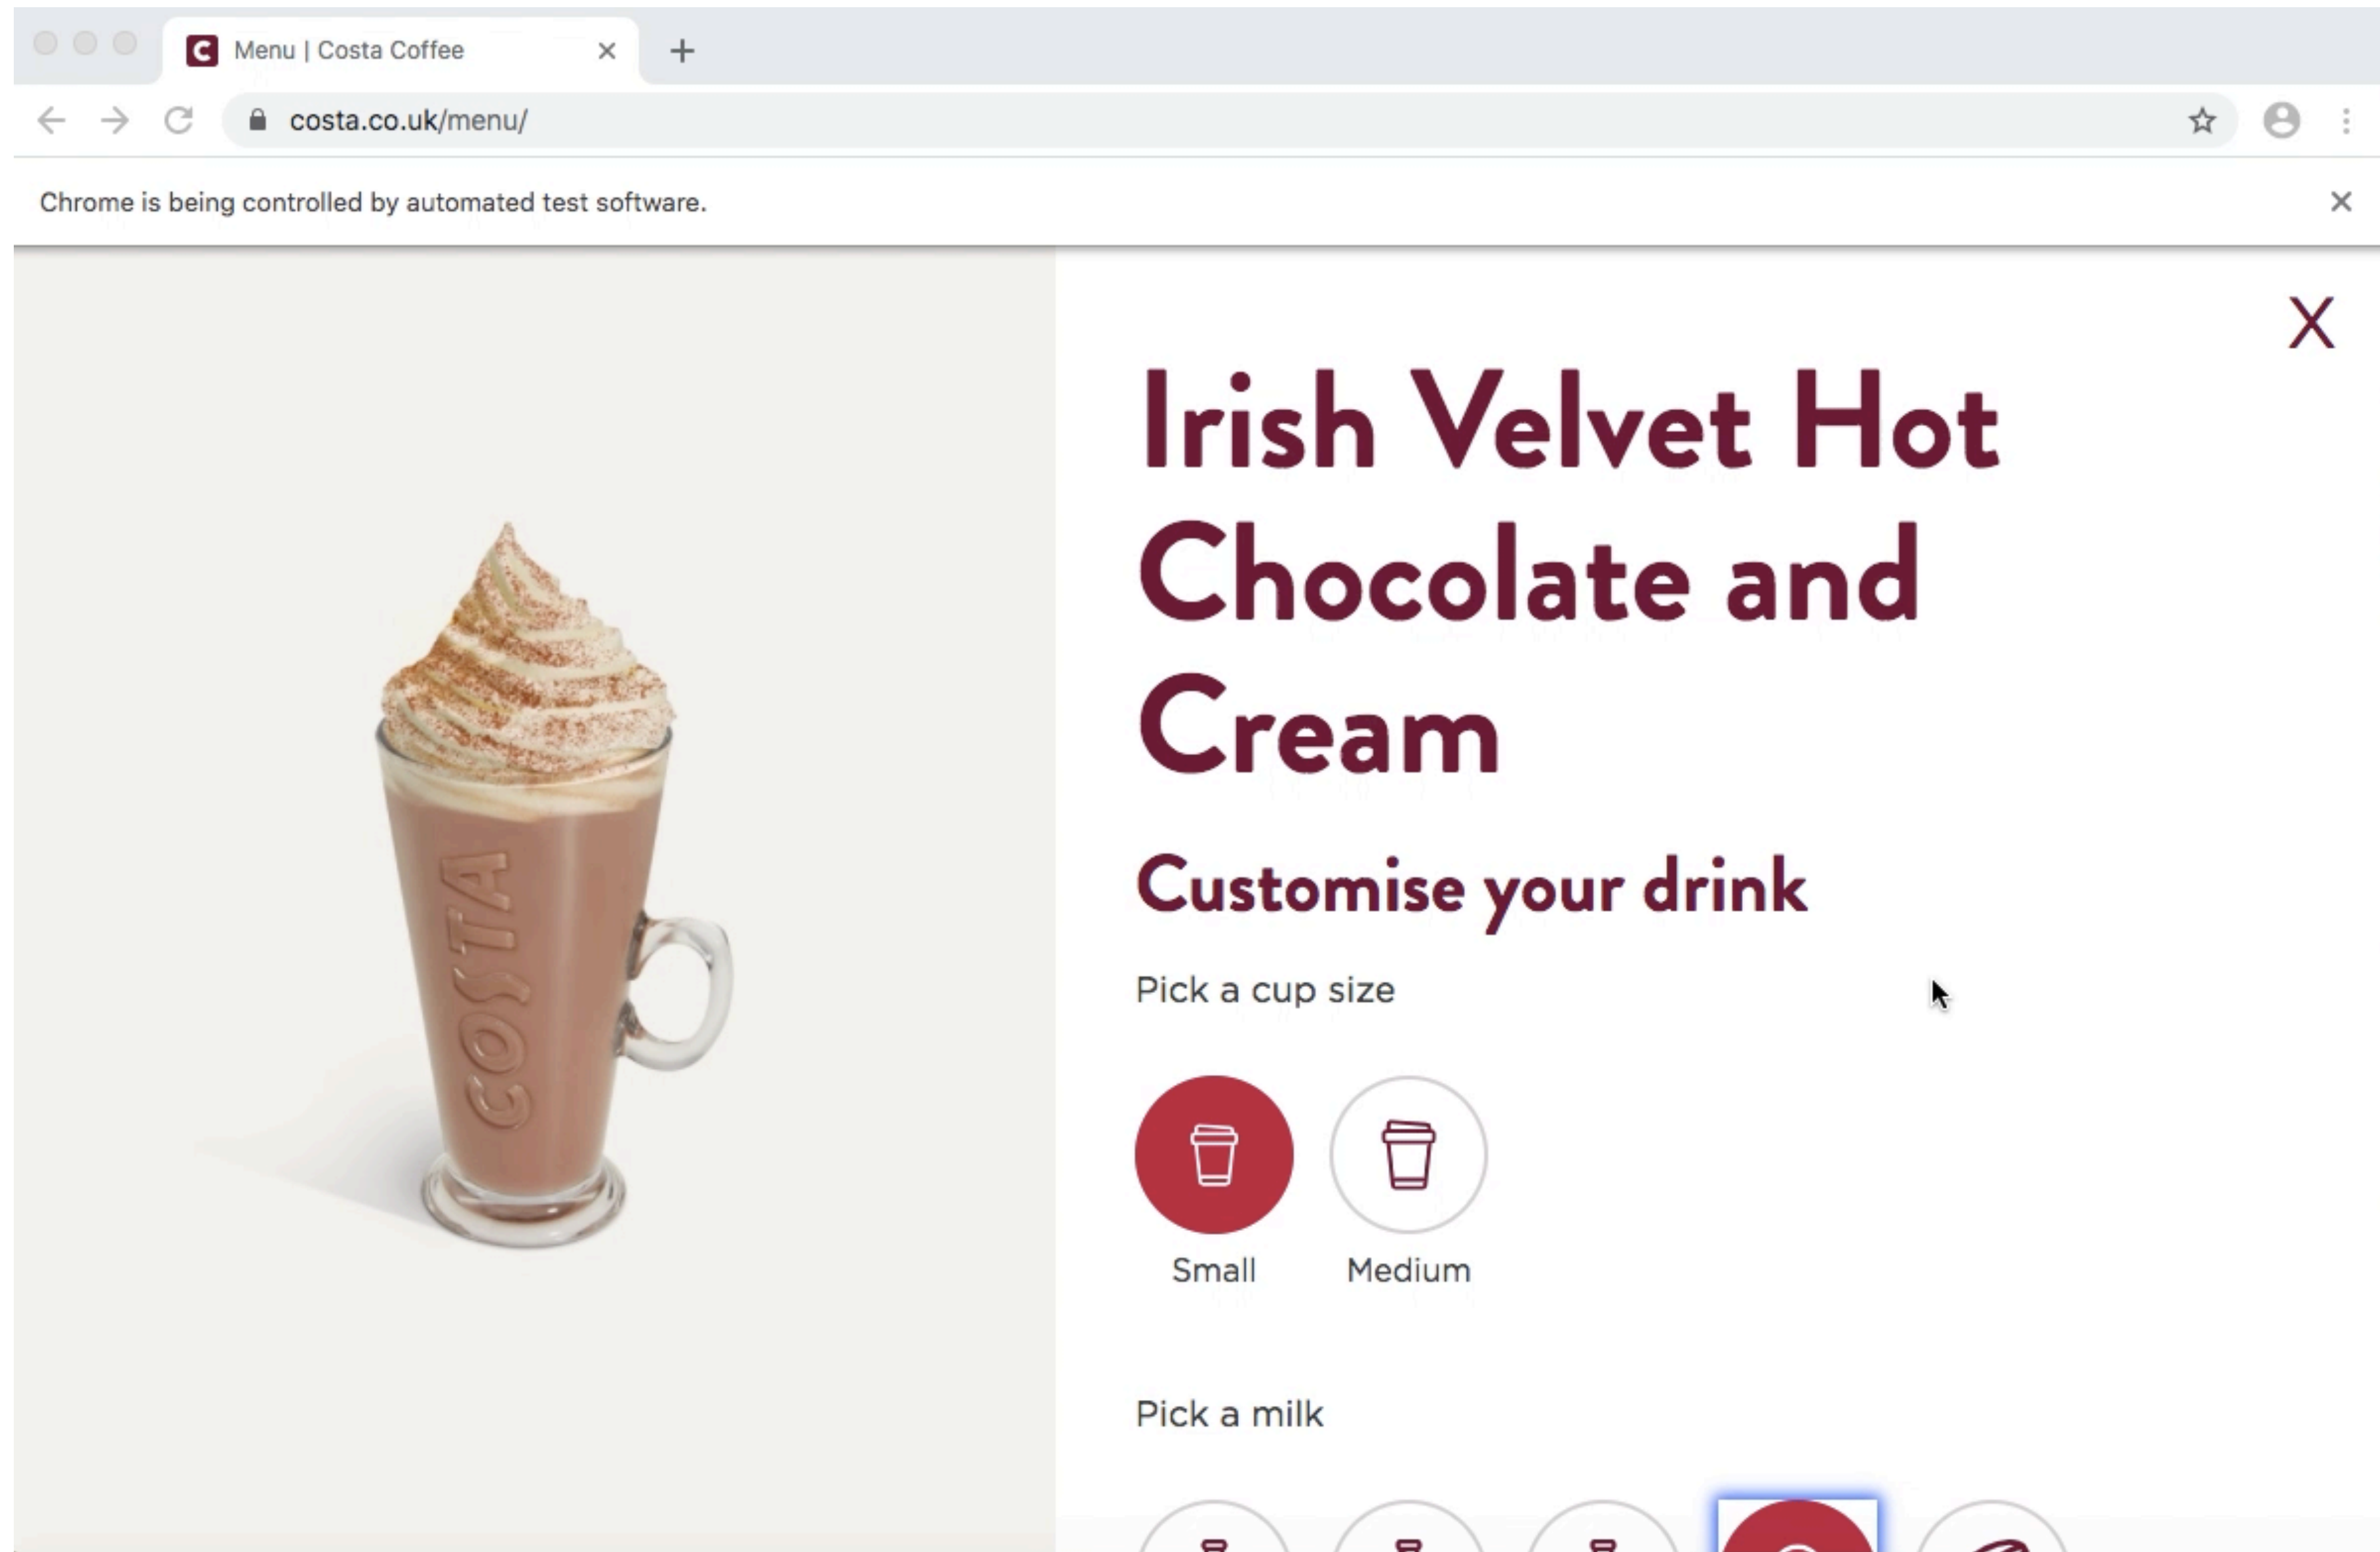 Menu | Costa Coffee
costa.co.uk/menu/
Chrome is being controlled by automated test software.
X
Irish Velvet Hot
Chocolate and
Cream
Customise your drink
Pick a cup size
Small
Medium
Pick a milk
COSTA